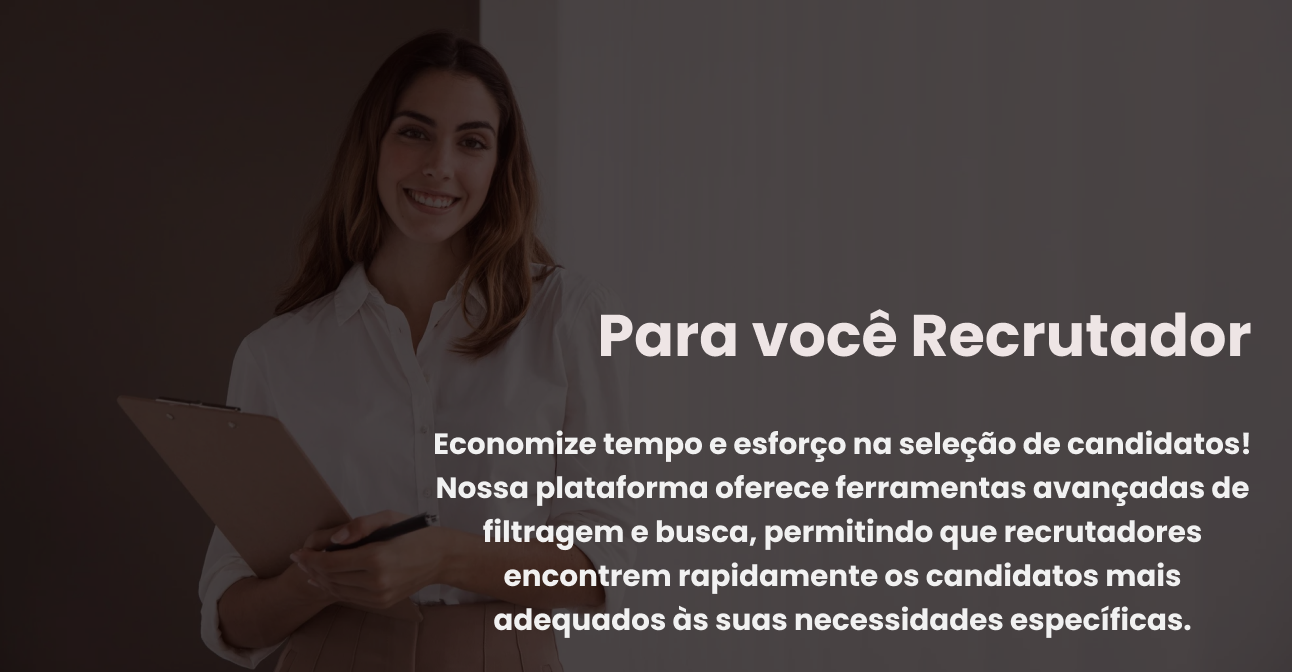 Para você Recrutador
Economize tempo e esforço na seleção de candidatos!
Nossa plataforma oferece ferramentas avançadas de
filtragem e busca, permitindo que recrutadores
encontrem rapidamente os candidatos mais
adequados às suas necessidades específicas.